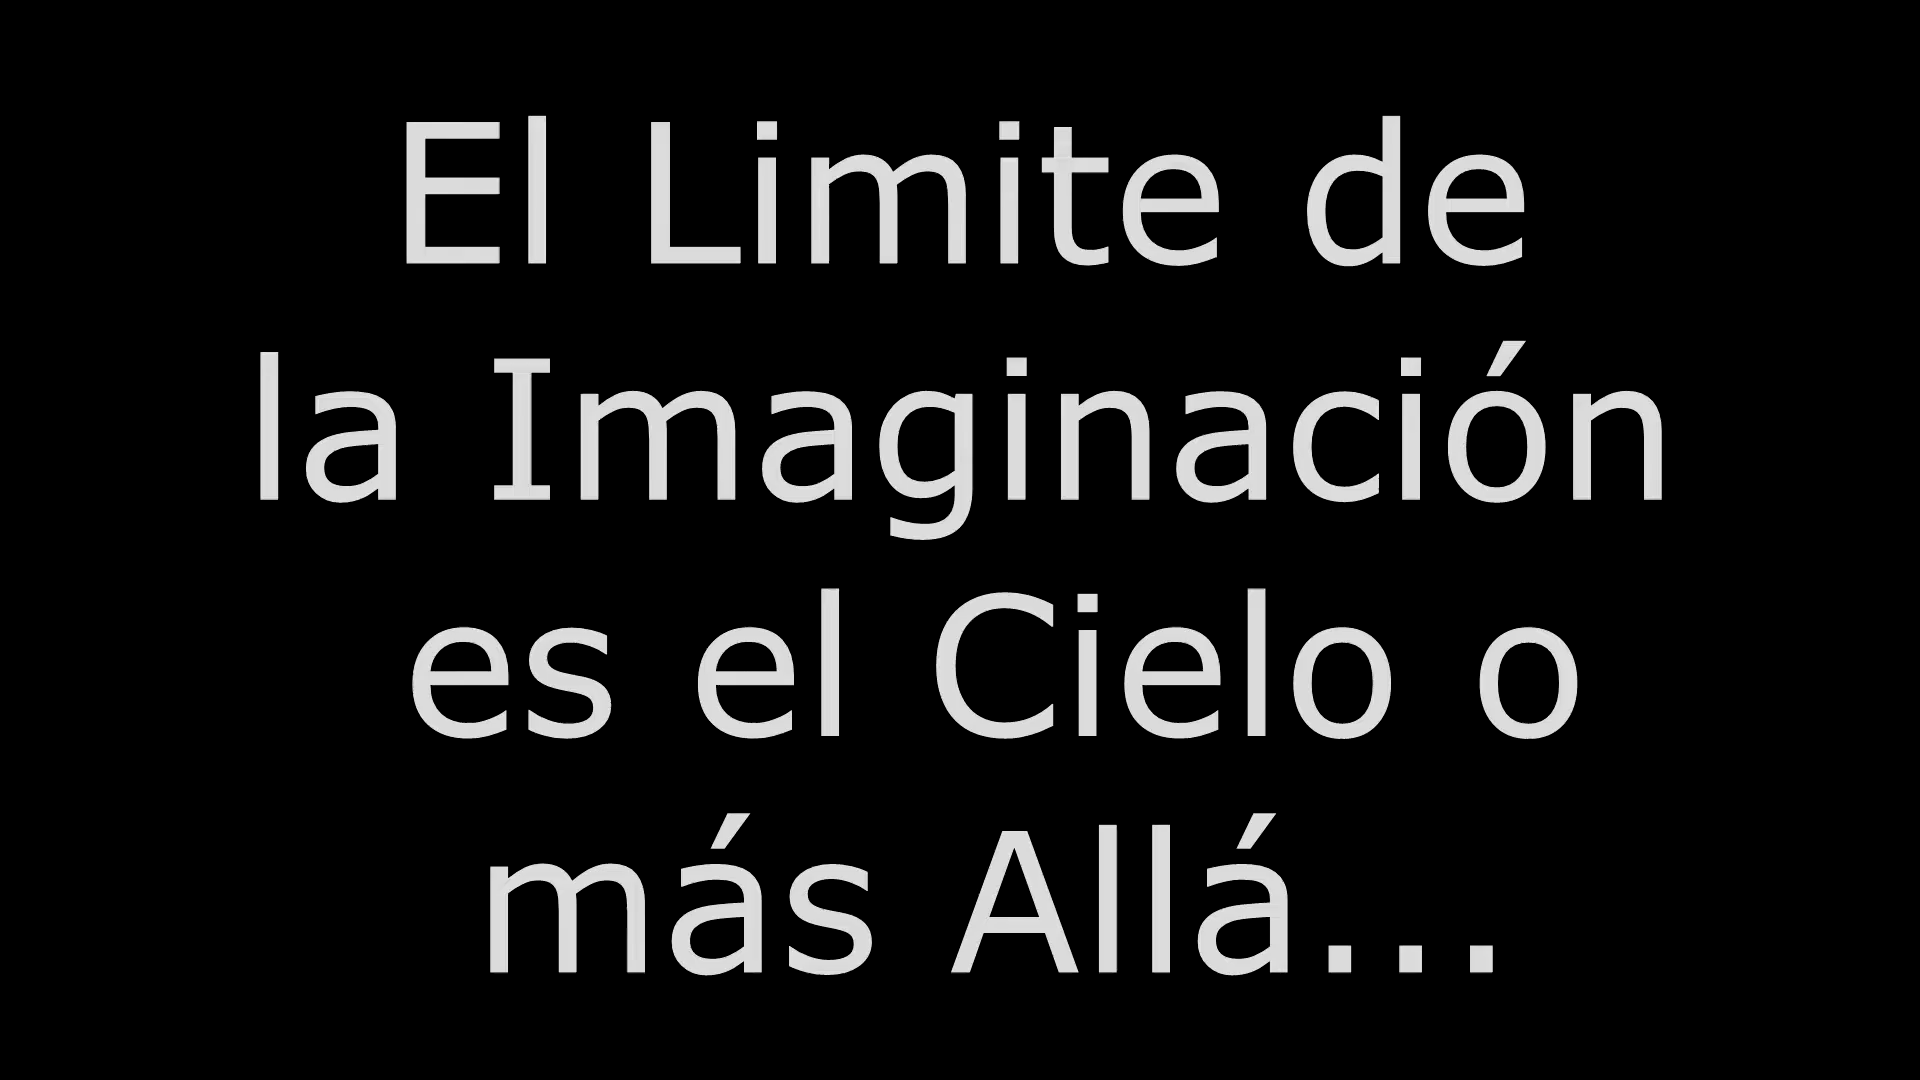 El Limite de
la Imaginación
es el Cielo o
más Allá...